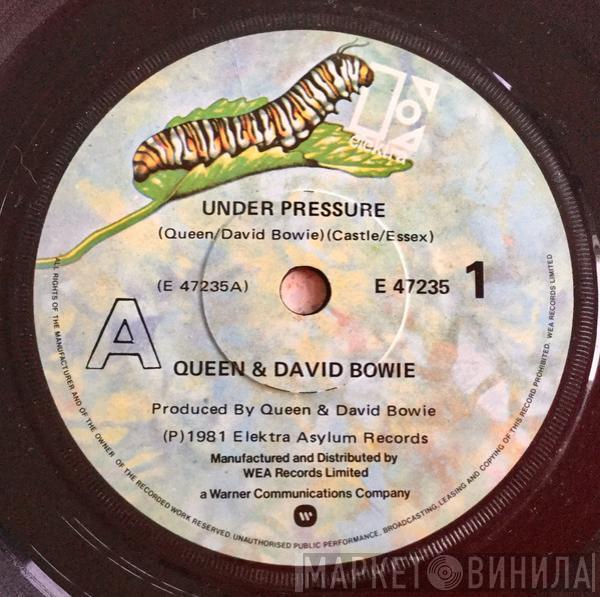 elektra
UNDER PRESSURE
(Queen/David Bowie)(Castle/Essex)
(E 47235A)
E 47235
1
A
QUEEN & DAVID BOWIE
Produced By Queen & David Bowie
(P)1981 Elektra Asylum Records
Manufactured and Distributed by
WEA Records Limited
a Warner Communications Company
ALL RIGHTS OF THE MANUFACTURER AND OF THE OWNER OF THE RECORDED WORK RESERVED. UNAUTHORISED PUBLIC PERFORMANCE, BROADCASTING, LEASING AND COPYING OF THIS RECORD PROHIBITED. WEA RECORDS LIMITED
МАРКЕТ ВИНИЛА